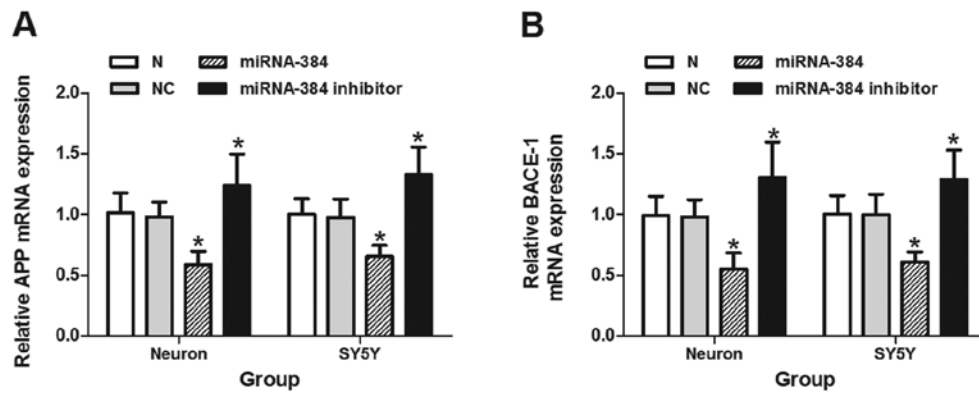 A
N
miRNA-384
NC
miRNA-384 inhibitor
Relative APP mRNA expression
2.0
1.5
1.0
0.5
0.0
*
*
*
*
Neuron
SY5Y
Group
B
N
miRNA-384
NC
miRNA-384 inhibitor
Relative BACE-1
mRNA expression
2.0
1.5
1.0
0.5
0.0
*
*
*
*
Neuron
SY5Y
Group